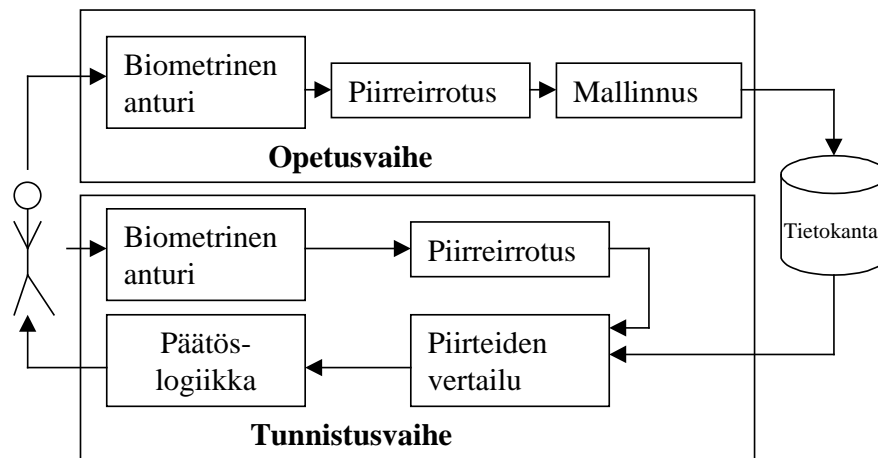 Biometrinen
anturi
Piirreirrotus
Mallinnus
Opetusvaihe
Biometrinen
anturi
Piirreirrotus
Tietokanta
Päätös-
logiikka
Piirteiden
vertailu
Tunnistusvaihe